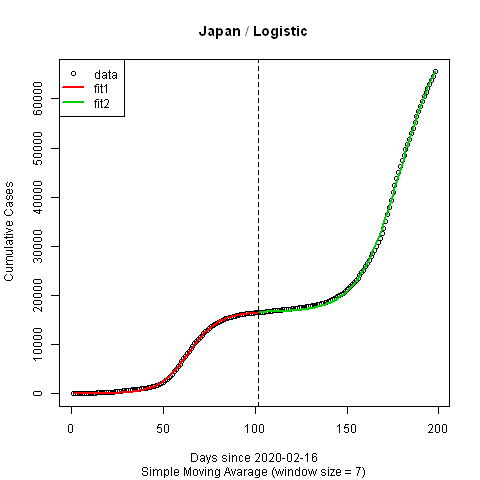 Japan / Logistic
data
fit1
fit2
Cumulative Cases
0
10000
20000
30000
40000
50000
60000
0
50
100
150
200
Days since 2020-02-16
Simple Moving Avarage (window size = 7)